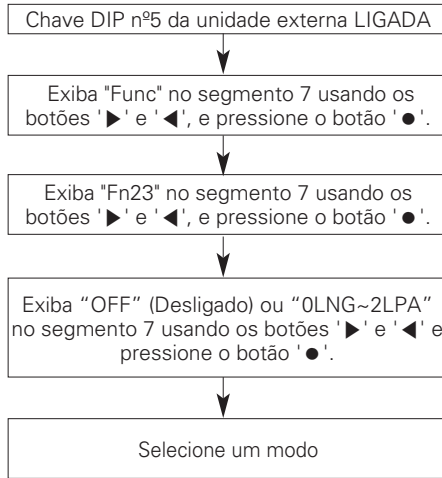 Chave DIP nº5 da unidade externa LIGADA
Exiba "Func" no segmento 7 usando os
botões '▶' e '◀', e pressione o botão '●'.
Exiba "Fn23" no segmento 7 usando os
botões '▶' e '◀', e pressione o botão '●'.
Exiba “OFF” (Desligado) ou “0LNG~2LPA”
no segmento 7 usando os botões '▶' e '◀' e
pressione o botão '●'.
Selecione um modo